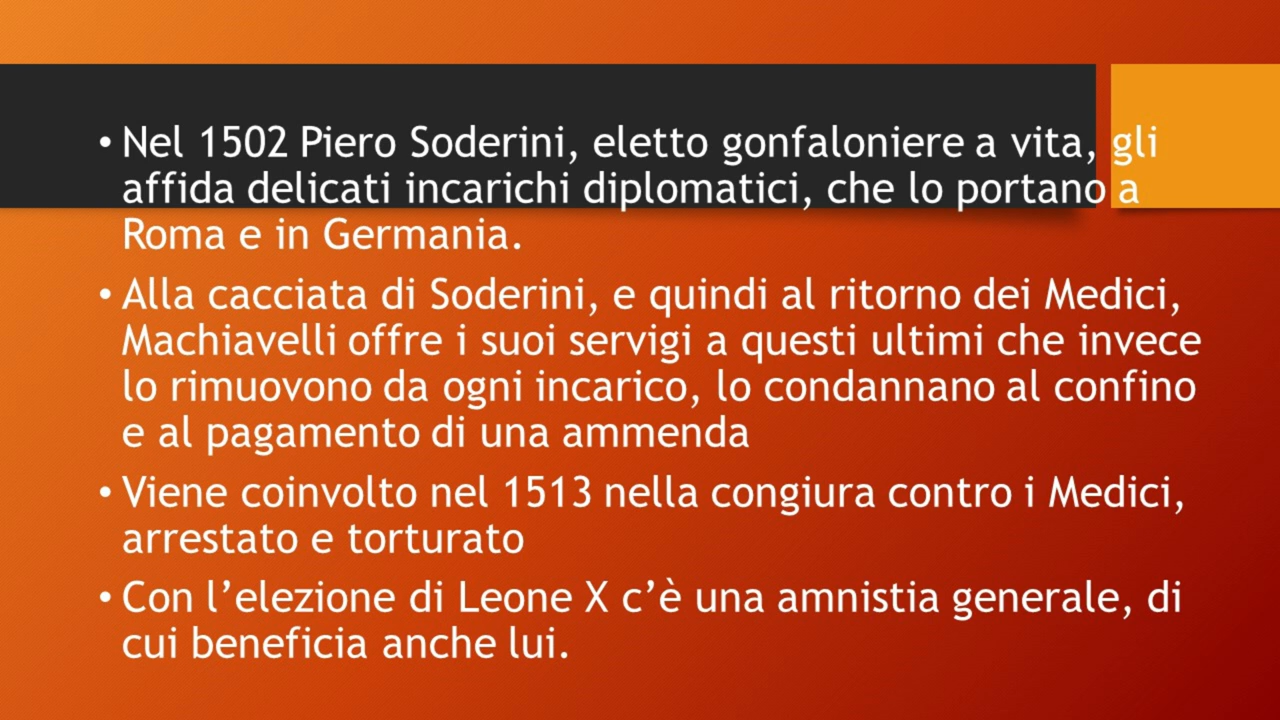 • Nel 1502 Piero Soderini, eletto gonfaloniere a vita, gli
affida delicati incarichi diplomatici, che lo portano a
Roma e in Germania.
• Alla cacciata di Soderini, e quindi al ritorno dei Medici,
Machiavelli offre i suoi servigi a questi ultimi che invece
lo rimuovono da ogni incarico, lo condannano al confino
e al pagamento di una ammenda
• Viene coinvolto nel 1513 nella congiura contro i Medici,
arrestato e torturato
• Con l’elezione di Leone X c’è una amnistia generale, di
cui beneficia anche lui.